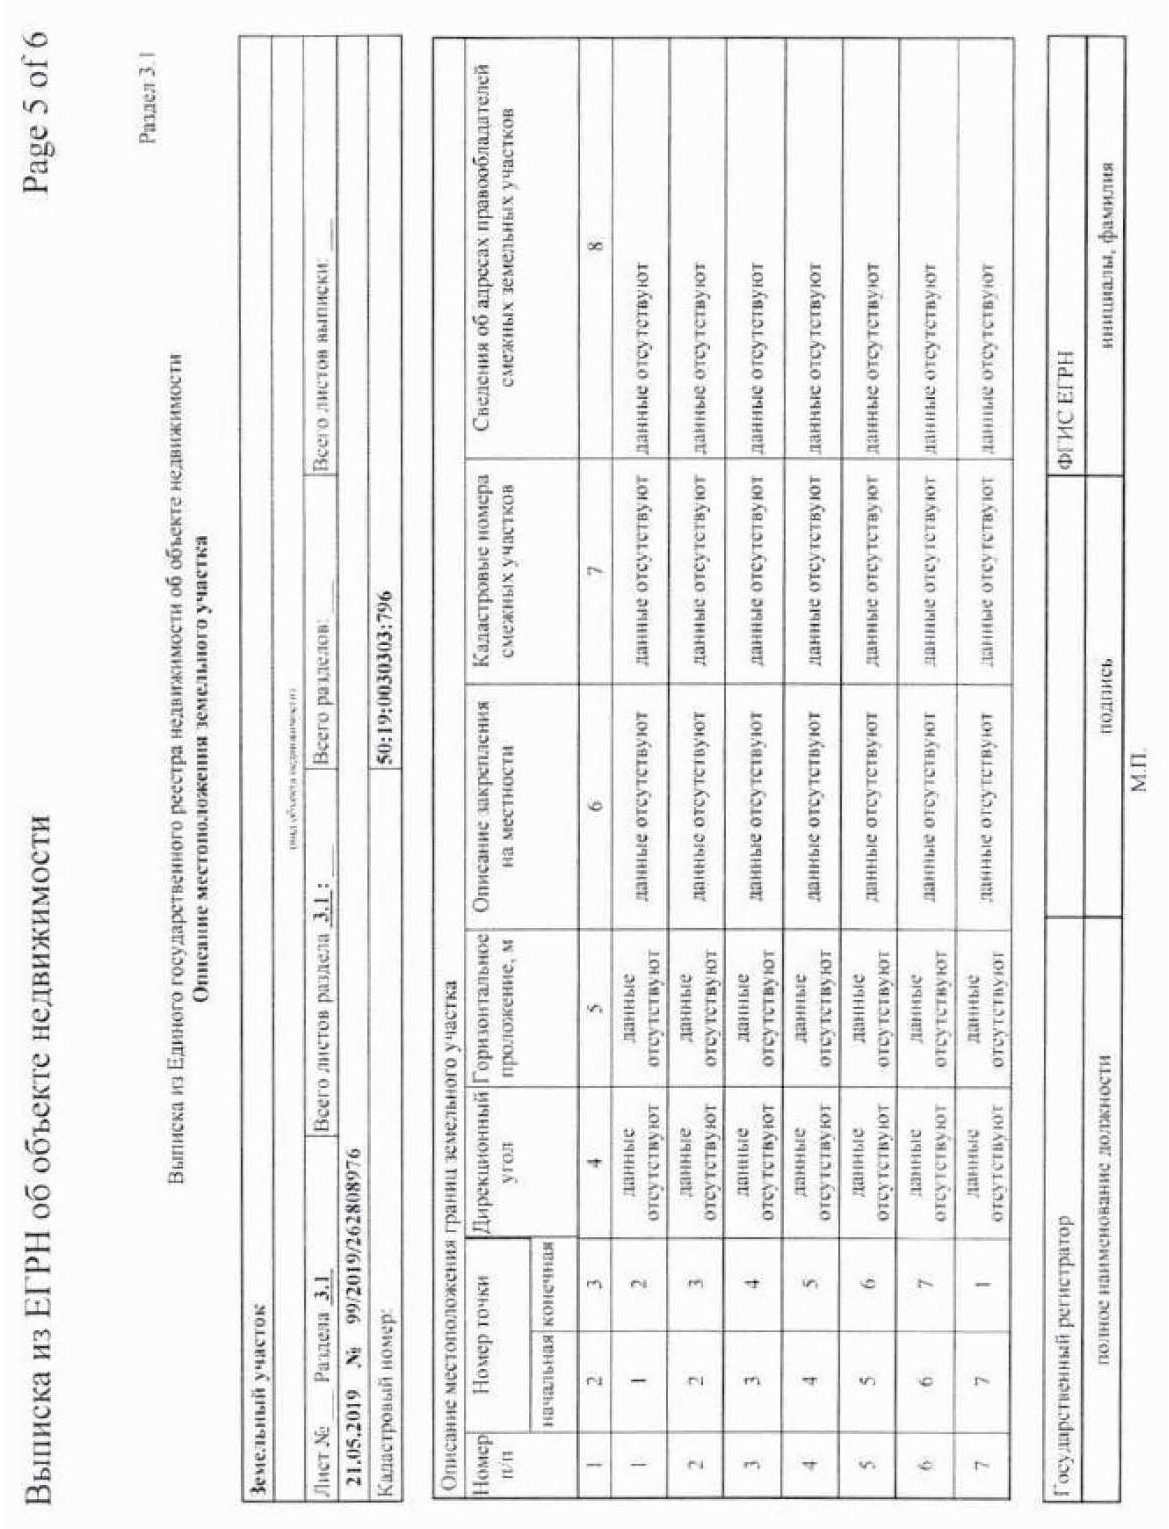 Выписка из ЕГРН об объекте недвижимости Page 5 of 6
Раздел 3.1
Выписка из Единого государственного реестра недвижимости об объекте недвижимости
Описание местоположения земельного участка
Земельный участок
(вид объекта недвижимости)
Лист № ___ Раздела 3.1 Всего листов раздела 3.1 : ___ Всего разделов: ___ Всего листов выписки: ___
21.05.2019 № 99/2019/262808976
Кадастровый номер: 50:19:0030303:796
Описание местоположения границ земельного участка
Номер п/п
Номер точки
начальная конечная
Дирекционный угол
Горизонтальное проложение, м
Описание закрепления на местности
Кадастровые номера смежных участков
Сведения об адресах правообладателей смежных земельных участков
1 2 3 4 5 6 7 8
1 1 2 данные отсутствуют данные отсутствуют данные отсутствуют данные отсутствуют данные отсутствуют
2 2 3 данные отсутствуют данные отсутствуют данные отсутствуют данные отсутствуют данные отсутствуют
3 3 4 данные отсутствуют данные отсутствуют данные отсутствуют данные отсутствуют данные отсутствуют
4 4 5 данные отсутствуют данные отсутствуют данные отсутствуют данные отсутствуют данные отсутствуют
5 5 6 данные отсутствуют данные отсутствуют данные отсутствуют данные отсутствуют данные отсутствуют
6 6 7 данные отсутствуют данные отсутствуют данные отсутствуют данные отсутствуют данные отсутствуют
7 7 1 данные отсутствуют данные отсутствуют данные отсутствуют данные отсутствуют данные отсутствуют
Государственный регистратор ФГИС ЕГРН
полное наименование должности подпись инициалы, фамилия
М.П.